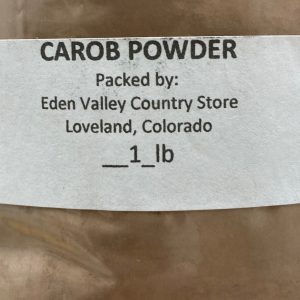 CAROB POWDER
Packed by:
Eden Valley Country Store
Loveland, Colorado
__1_lb